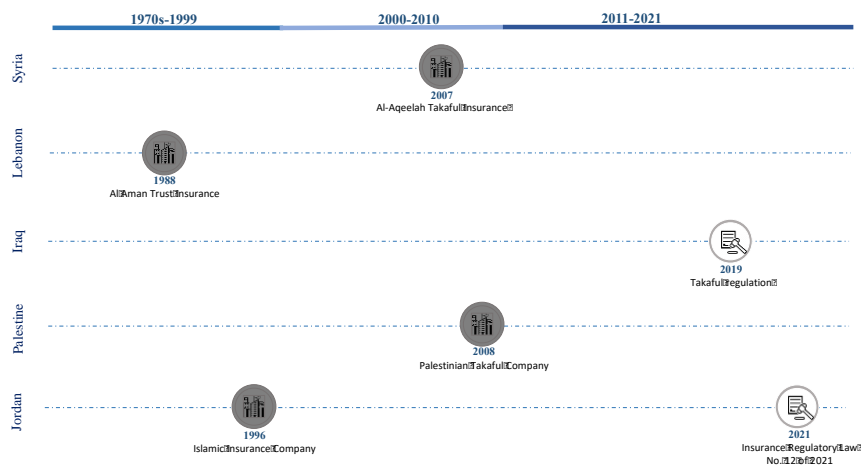 1970s-1999 2000-2010 2011-2021
Syria
2007
Al-Aqeelah Takaful Insurance
Lebanon
1988
Al Aman Trust Insurance
Iraq
2019
Takaful regulation
Palestine
2008
Palestinian Takaful Company
Jordan
1996
Islamic Insurance Company
2021
Insurance Regulatory Law
No. 12 of 2021